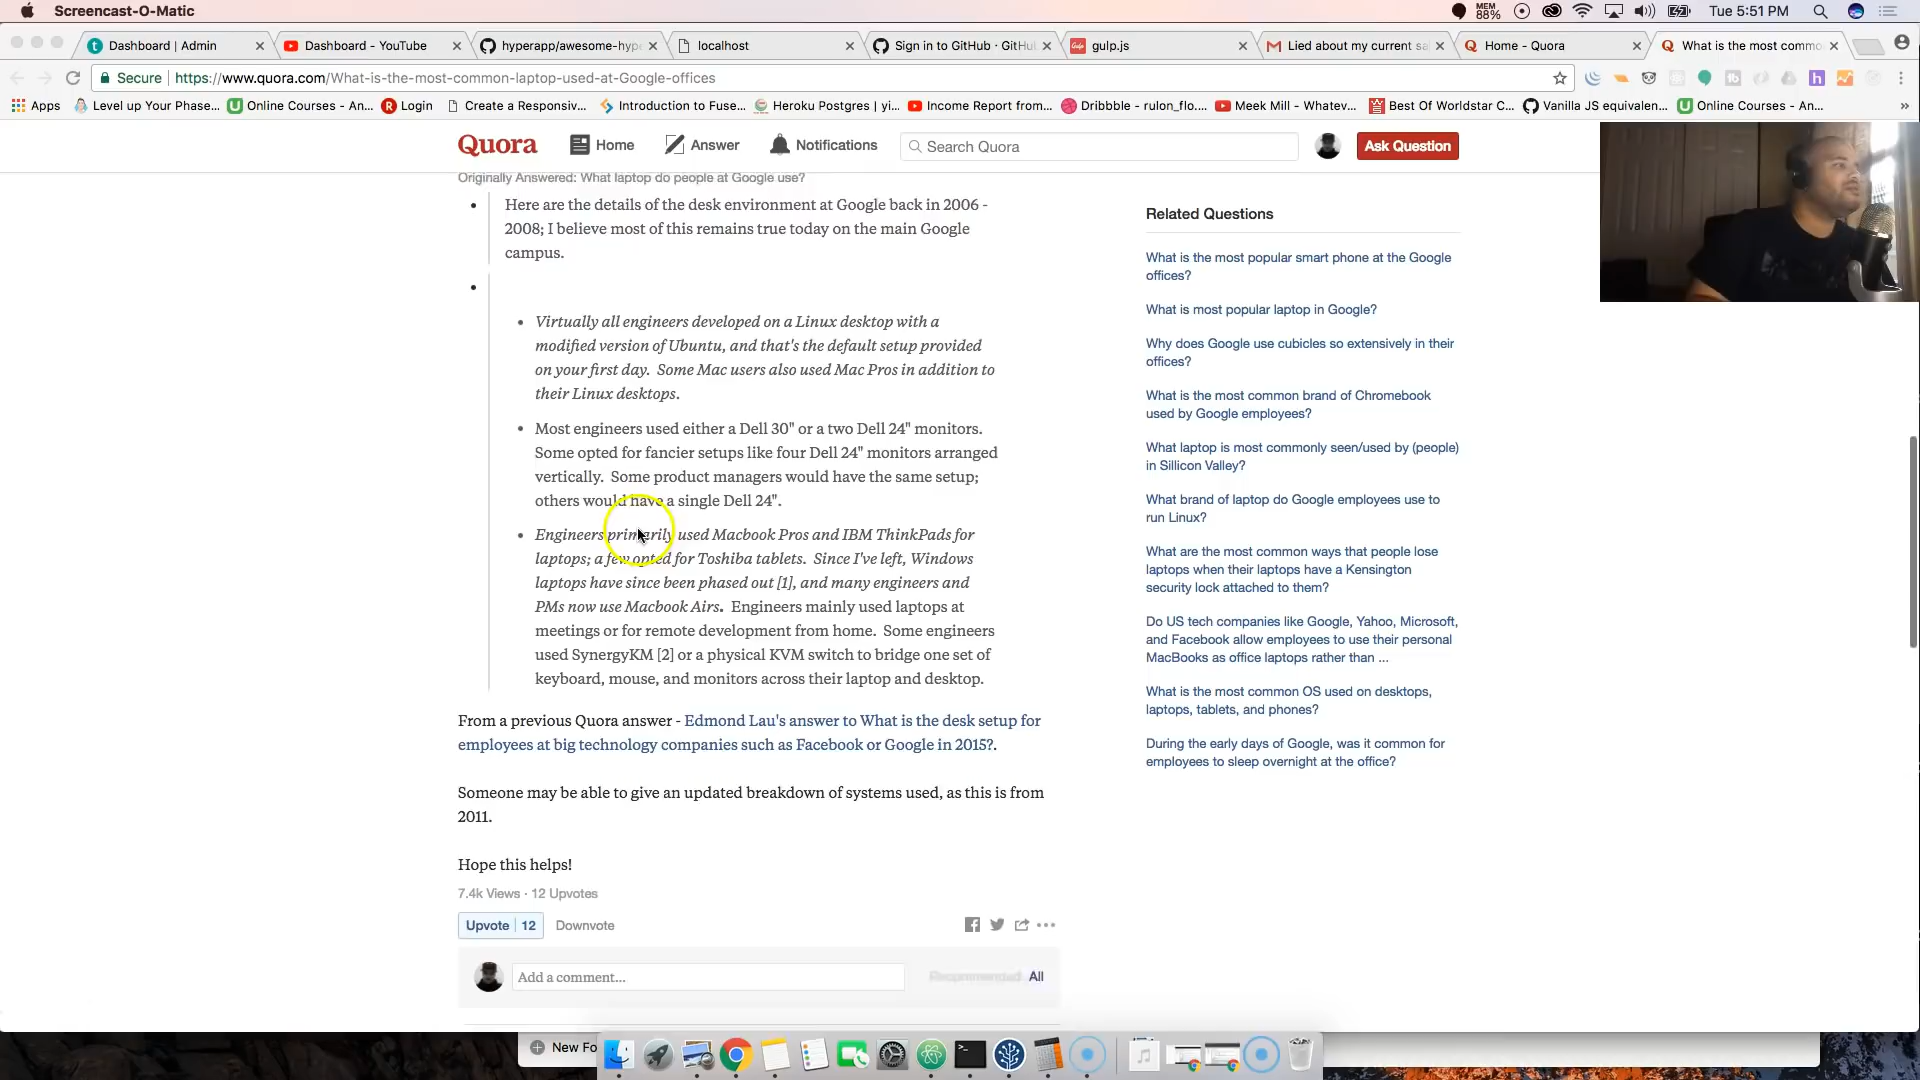 Screencast-O-Matic
MEM
88%
Tue 5:51 PM
Dashboard | Admin
Dashboard - YouTube
hyperapp/awesome-hype
localhost
Sign in to GitHub · GitHu
gulp.js
Lied about my current sa
Home - Quora
What is the most commo
Secure
https://www.quora.com/What-is-the-most-common-laptop-used-at-Google-offices
Apps
Level up Your Phase...
Online Courses - An...
Login
Create a Responsiv...
Introduction to Fuse...
Heroku Postgres | yi...
Income Report from...
Dribbble - rulon_flo....
Meek Mill - Whatev...
Best Of Worldstar C...
Vanilla JS equivalen...
Online Courses - An...
Quora
Home
Answer
Notifications
Search Quora
Ask Question
Originally Answered: What laptop do people at Google use?
Here are the details of the desk environment at Google back in 2006 -
2008; I believe most of this remains true today on the main Google
campus.
Virtually all engineers developed on a Linux desktop with a
modified version of Ubuntu, and that's the default setup provided
on your first day. Some Mac users also used Mac Pros in addition to
their Linux desktops.
Most engineers used either a Dell 30" or a two Dell 24" monitors.
Some opted for fancier setups like four Dell 24" monitors arranged
vertically. Some product managers would have the same setup;
others would have a single Dell 24".
Engineers primarily used Macbook Pros and IBM ThinkPads for
laptops; a few opted for Toshiba tablets. Since I've left, Windows
laptops have since been phased out [1], and many engineers and
PMs now use Macbook Airs. Engineers mainly used laptops at
meetings or for remote development from home. Some engineers
used SynergyKM [2] or a physical KVM switch to bridge one set of
keyboard, mouse, and monitors across their laptop and desktop.
From a previous Quora answer - Edmond Lau's answer to What is the desk setup for
employees at big technology companies such as Facebook or Google in 2015?.
Someone may be able to give an updated breakdown of systems used, as this is from
2011.
Hope this helps!
7.4k Views · 12 Upvotes
Upvote | 12
Downvote
Add a comment...
Recommended
All
Related Questions
What is the most popular smart phone at the Google
offices?
What is most popular laptop in Google?
Why does Google use cubicles so extensively in their
offices?
What is the most common brand of Chromebook
used by Google employees?
What laptop is most commonly seen/used by (people)
in Sillicon Valley?
What brand of laptop do Google employees use to
run Linux?
What are the most common ways that people lose
laptops when their laptops have a Kensington
security lock attached to them?
Do US tech companies like Google, Yahoo, Microsoft,
and Facebook allow employees to use their personal
MacBooks as office laptops rather than ...
What is the most common OS used on desktops,
laptops, tablets, and phones?
During the early days of Google, was it common for
employees to sleep overnight at the office?
New Fo